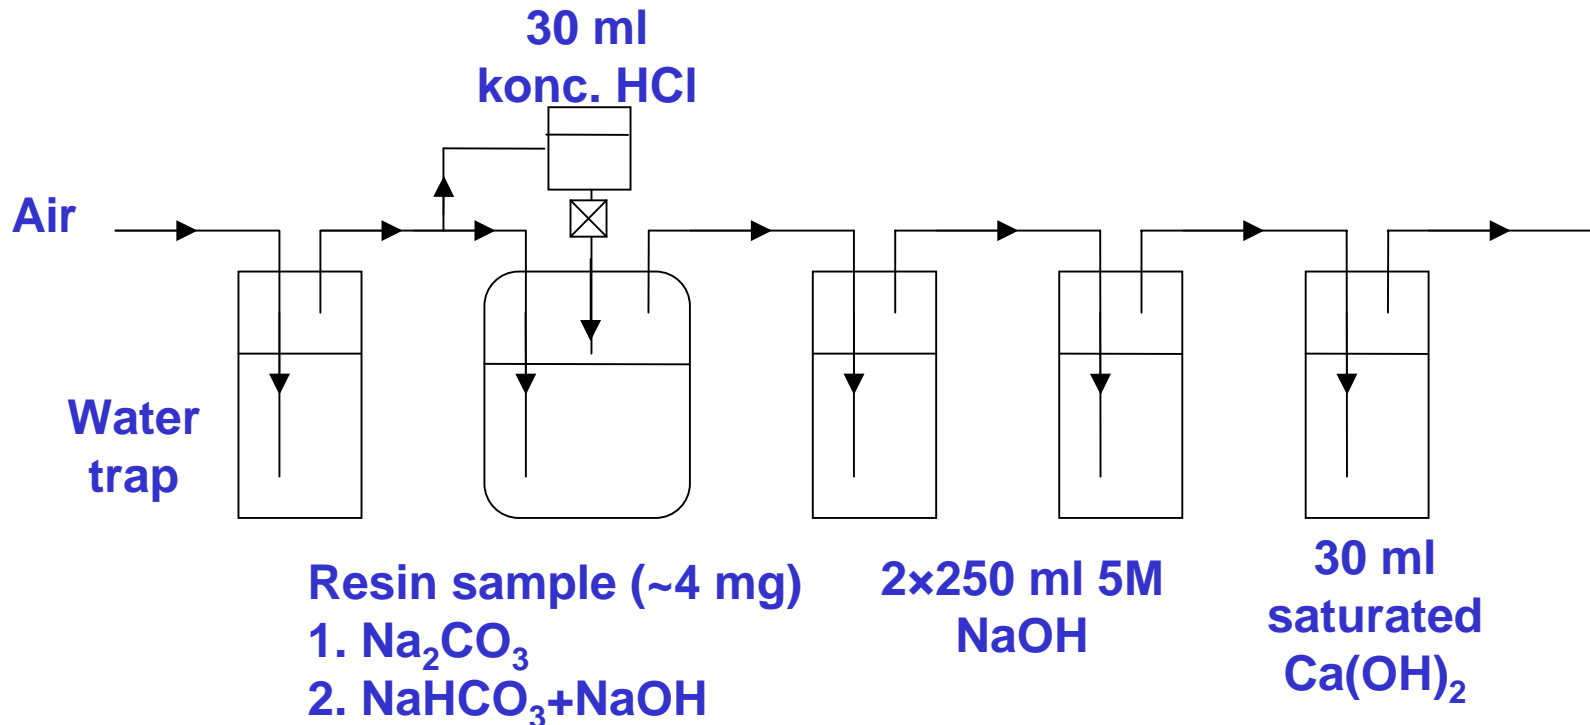 30 ml
konc. HCl
Air
Water
trap
Resin sample (~4 mg)
1. Na₂CO₃
2. NaHCO₃+NaOH
2×250 ml 5M
NaOH
30 ml
saturated
Ca(OH)₂